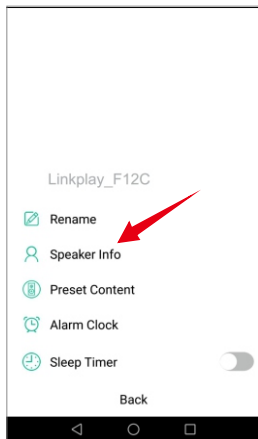 Linkplay_F12C
Rename
Speaker Info
Preset Content
Alarm Clock
Sleep Timer
Back